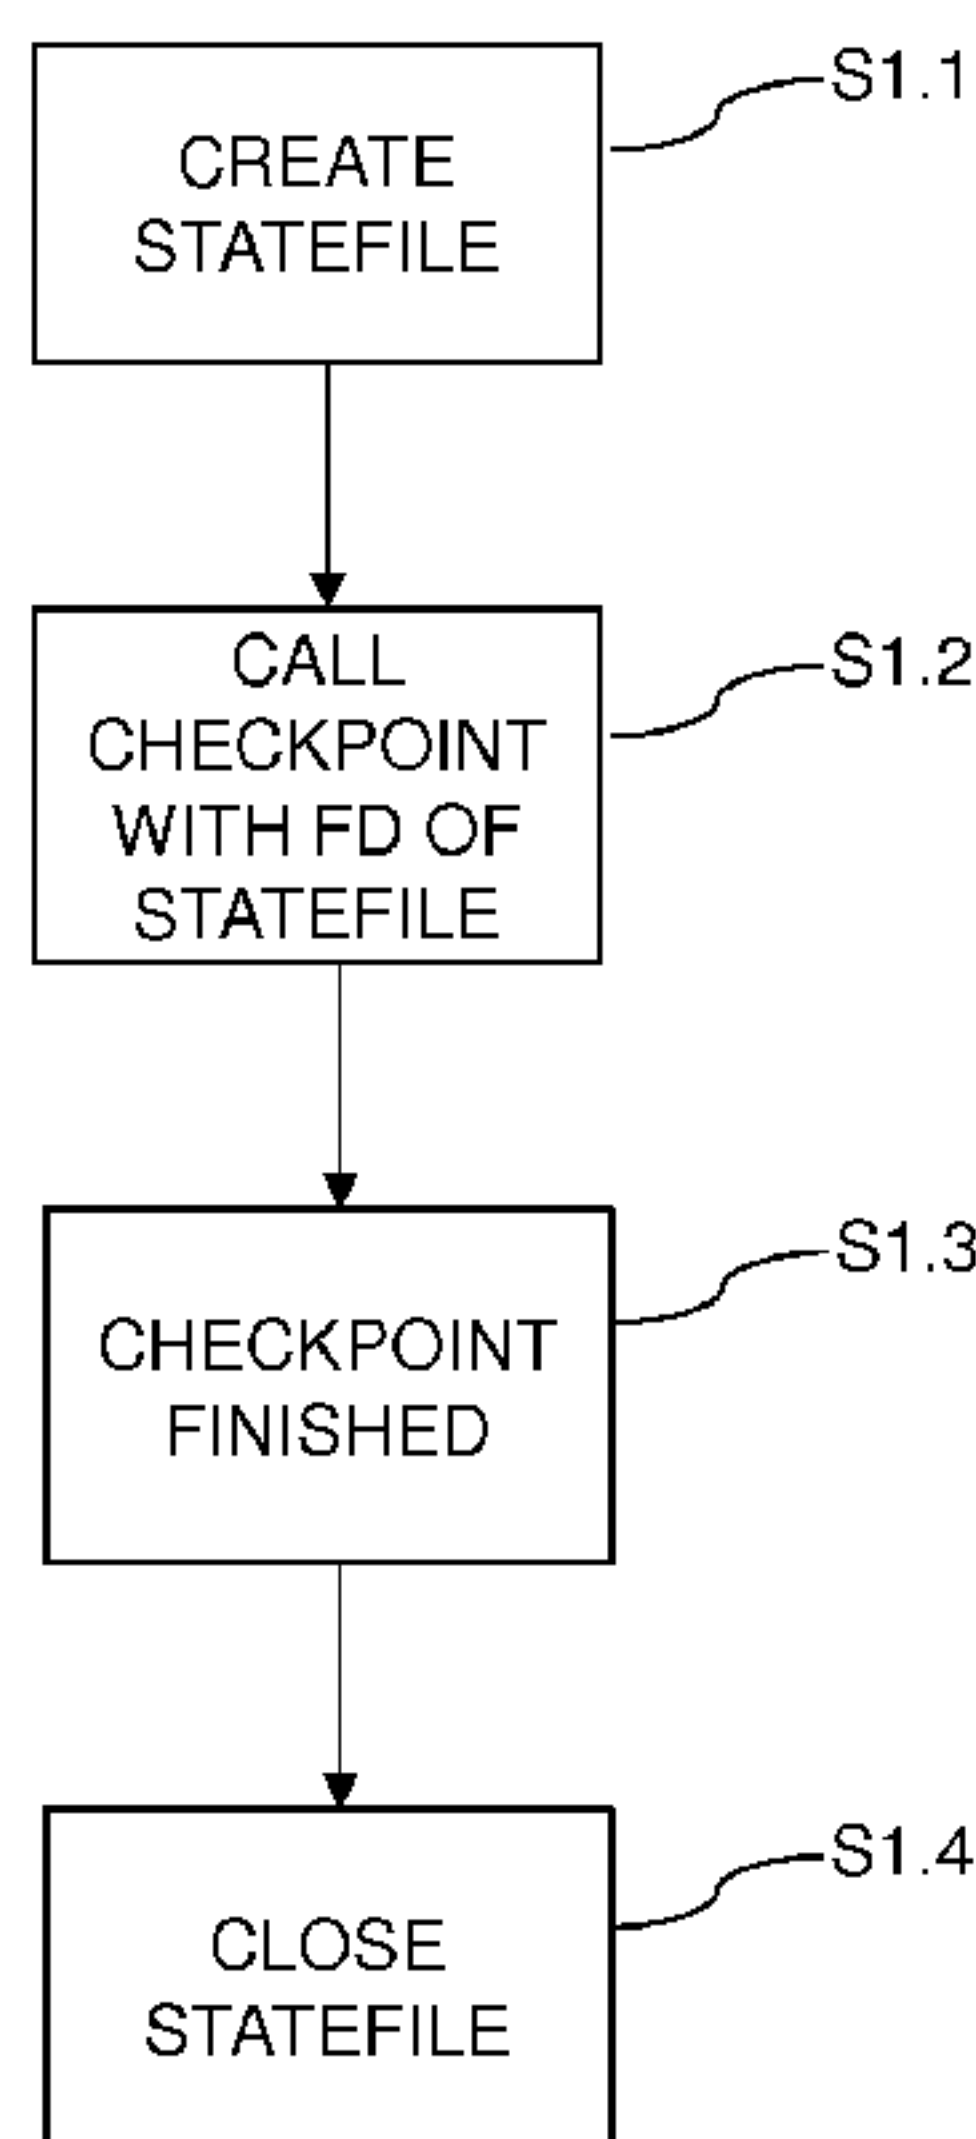 S1.1
CREATE
STATEFILE
S1.2
CALL
CHECKPOINT
WITH FD OF
STATEFILE
S1.3
CHECKPOINT
FINISHED
S1.4
CLOSE
STATEFILE